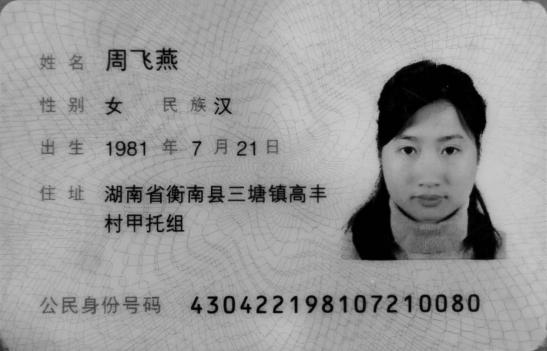 姓名 周飞燕
性别 女 民族 汉
出生 1981 年 7 月 21 日
住址 湖南省衡南县三塘镇高丰
村甲托组
公民身份号码 430422198107210080